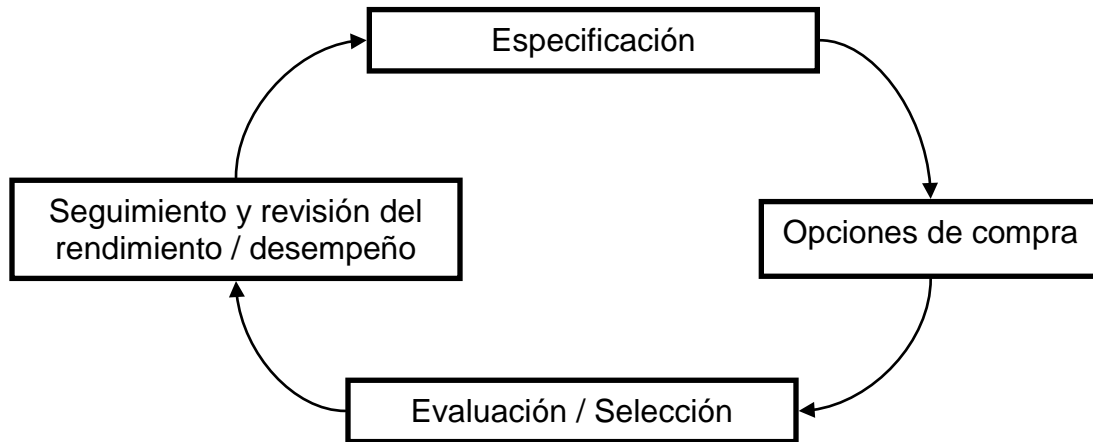 Especificación
Seguimiento y revisión del
rendimiento / desempeño
Opciones de compra
Evaluación / Selección